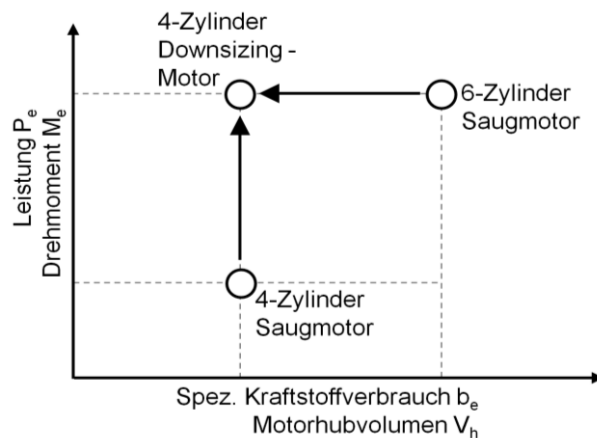 4-Zylinder
Downsizing -
Motor
6-Zylinder
Saugmotor
Leistung Pe
Drehmoment Me
4-Zylinder
Saugmotor
Spez. Kraftstoffverbrauch be
Motorhubvolumen Vh